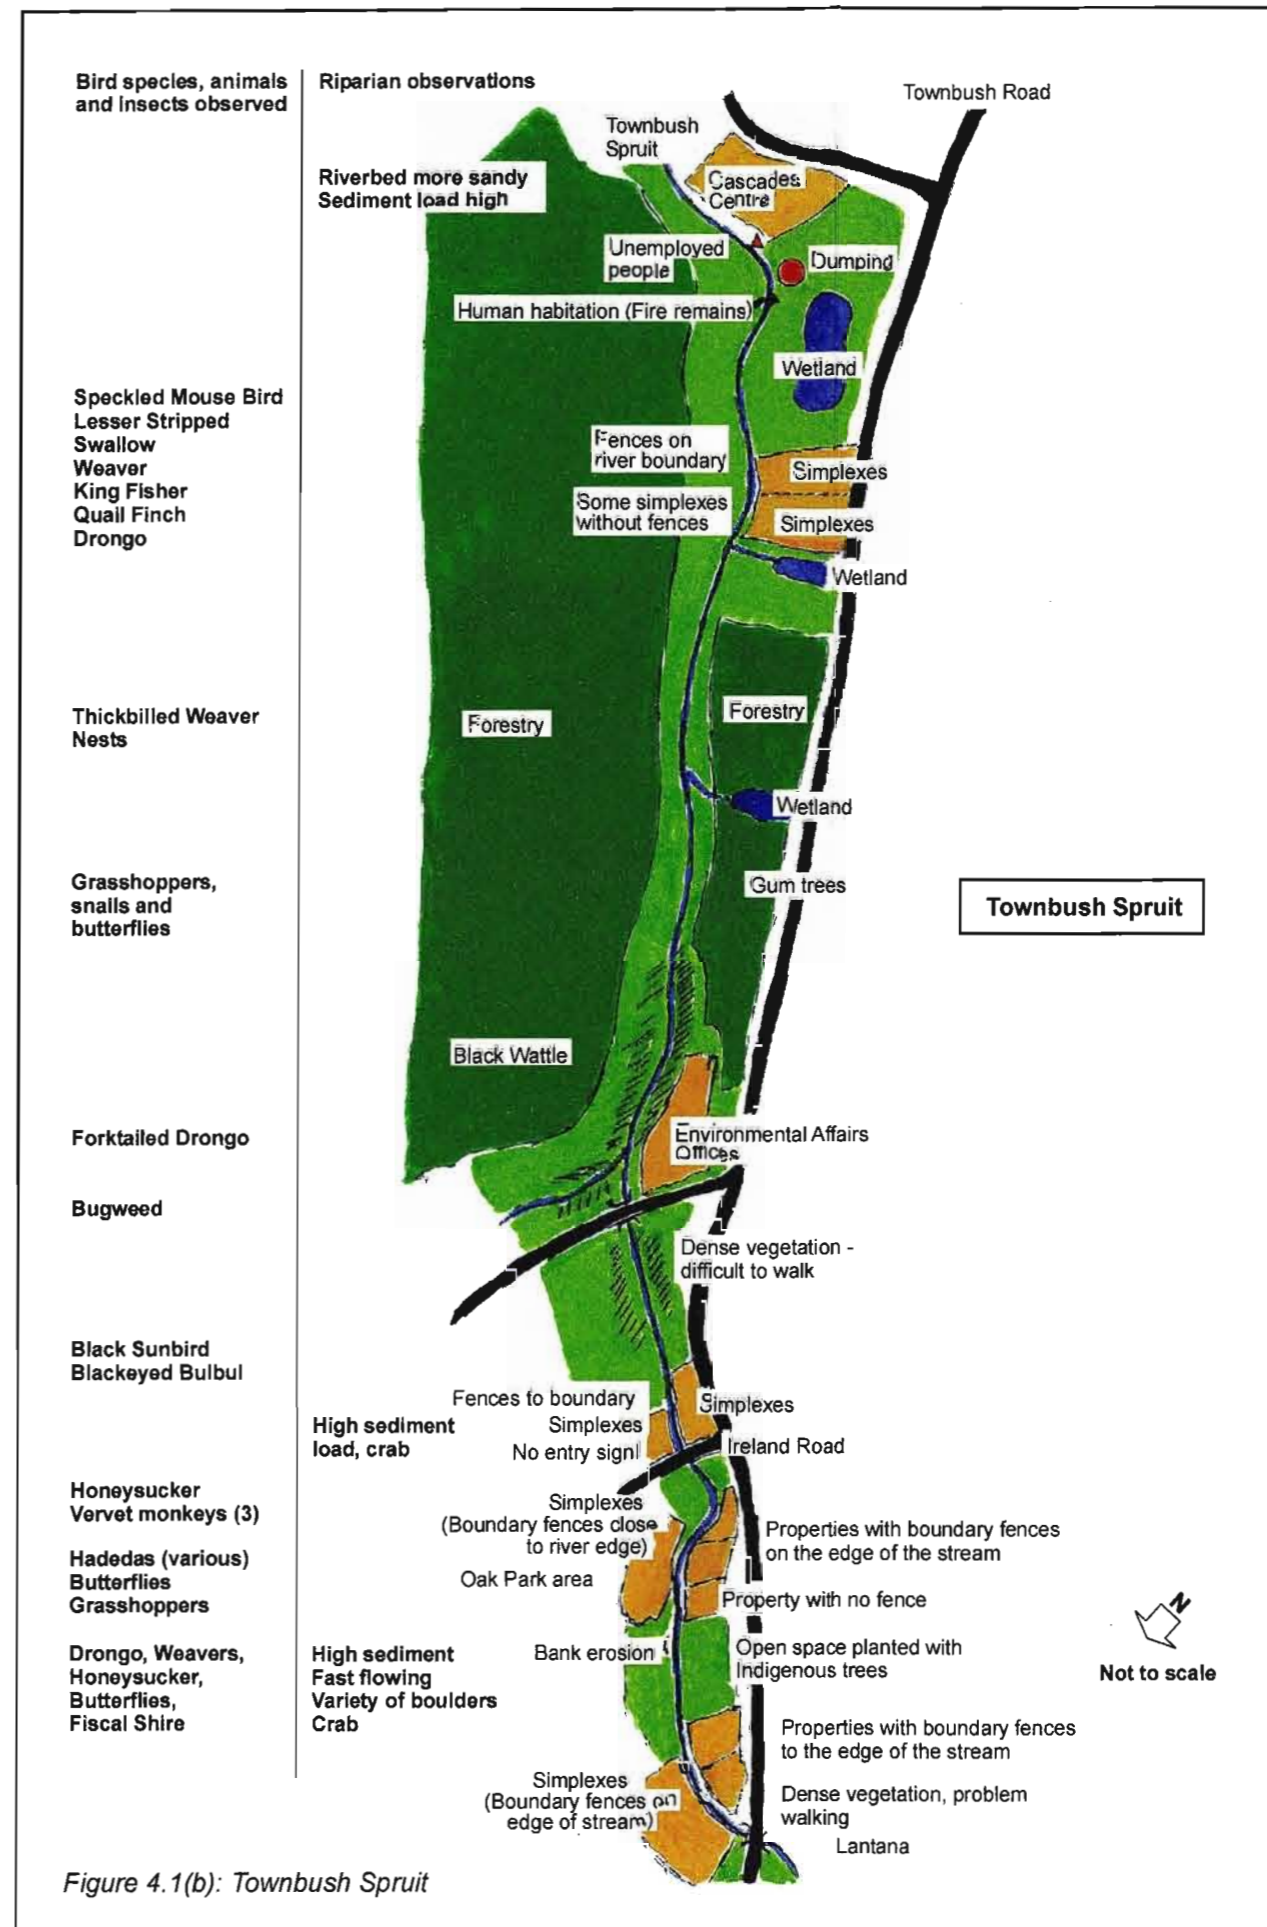 Bird species, animals
and insects observed
Riparian observations
Townbush Road
Townbush
Spruit
Riverbed more sandy
Sediment load high
Cascades
Centre
Unemployed
people
Dumping
Human habitation (Fire remains)
Wetland
Speckled Mouse Bird
Lesser Stripped
Swallow
Weaver
King Fisher
Quail Finch
Drongo
Fences on
river boundary
Simplexes
Some simplexes
without fences
Simplexes
Wetland
Thickbilled Weaver
Nests
Forestry
Forestry
Wetland
Grasshoppers,
snails and
butterflies
Gum trees
Townbush Spruit
Black Wattle
Forktailed Drongo
Environmental Affairs
Offices
Bugweed
Dense vegetation -
difficult to walk
Black Sunbird
Blackeyed Bulbul
Fences to boundary
Simplexes
No entry sign!
Simplexes
High sediment
load, crab
Ireland Road
Honeysucker
Vervet monkeys (3)
Simplexes
(Boundary fences close
to river edge)
Properties with boundary fences
on the edge of the stream
Hadedas (various)
Butterflies
Grasshoppers
Oak Park area
Property with no fence
N
Not to scale
Drongo, Weavers,
Honeysucker,
Butterflies,
Fiscal Shire
High sediment
Fast flowing
Variety of boulders
Crab
Bank erosion
Open space planted with
Indigenous trees
Properties with boundary fences
to the edge of the stream
Simplexes
(Boundary fences on
edge of stream)
Dense vegetation, problem
walking
Lantana
Figure 4.1(b): Townbush Spruit